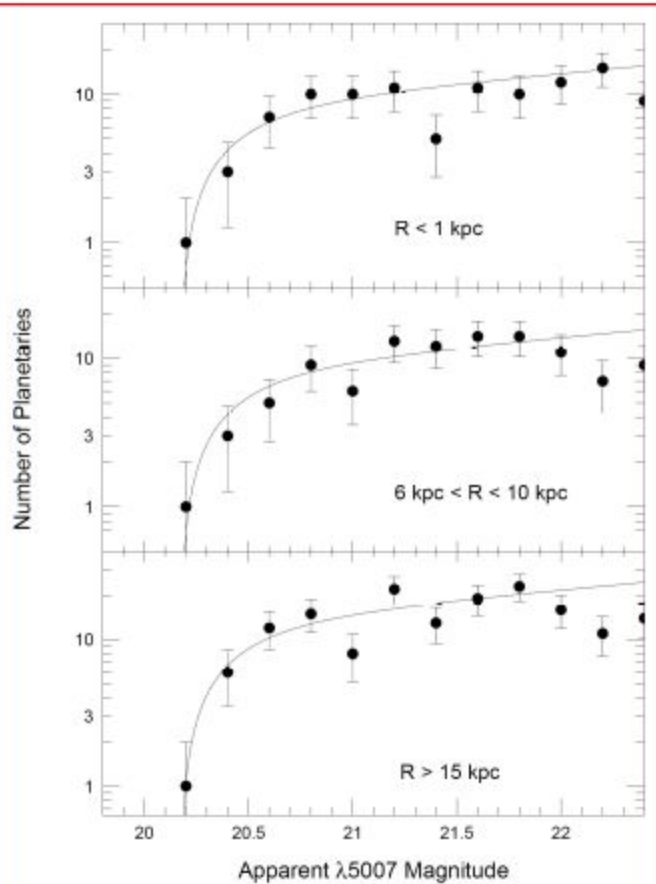 10
3
1
R < 1 kpc
10
3
1
6 kpc < R < 10 kpc
10
3
1
R > 15 kpc
20 20.5 21 21.5 22
Number of Planetaries
Apparent λ5007 Magnitude